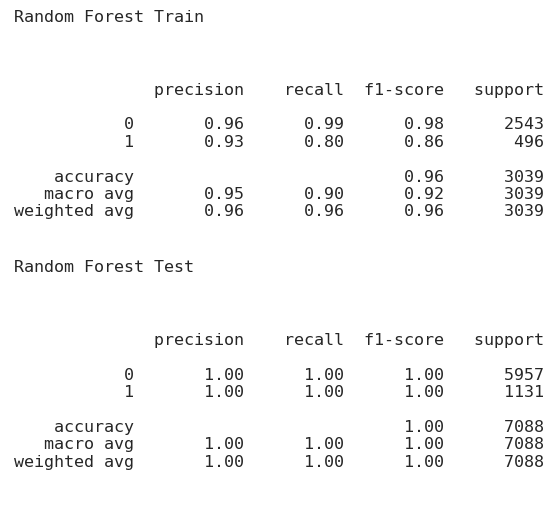 Random Forest Train
precision recall f1-score support
0 0.96 0.99 0.98 2543
1 0.93 0.80 0.86 496
accuracy 0.96 3039
macro avg 0.95 0.90 0.92 3039
weighted avg 0.96 0.96 0.96 3039
Random Forest Test
precision recall f1-score support
0 1.00 1.00 1.00 5957
1 1.00 1.00 1.00 1131
accuracy 1.00 7088
macro avg 1.00 1.00 1.00 7088
weighted avg 1.00 1.00 1.00 7088